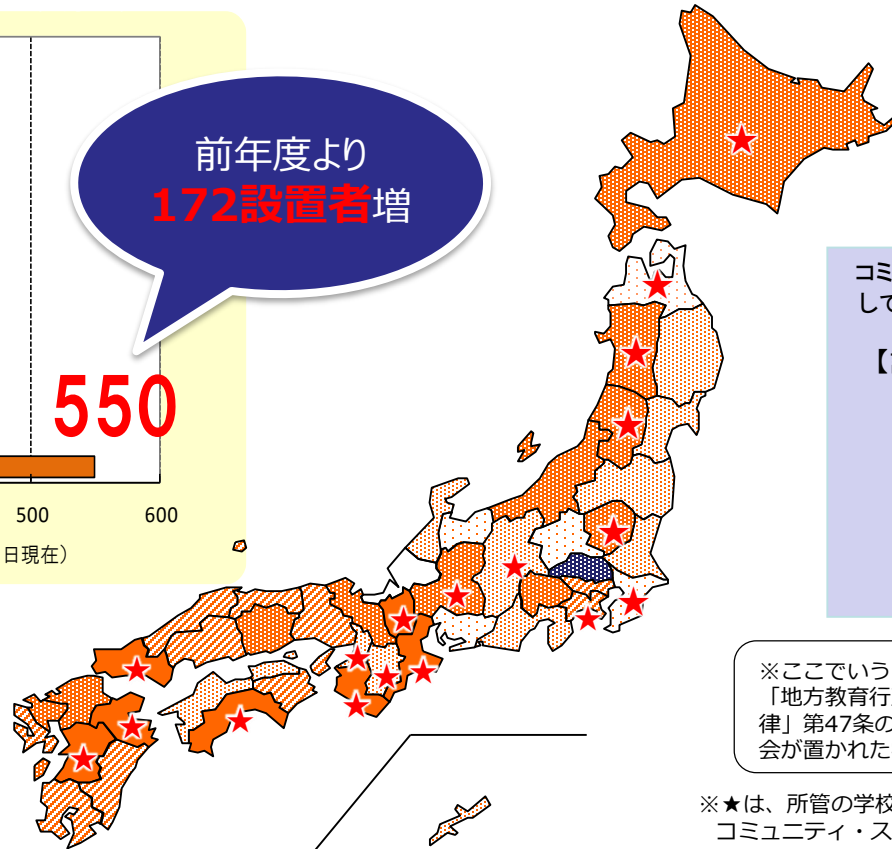 前年度より
172設置者増
550
500
600
日現在）
コミ
して
【
※ここでいう
「地方教育行
律」第47条の
会が置かれた
※★は、所管の学校
コミュニティ・ス